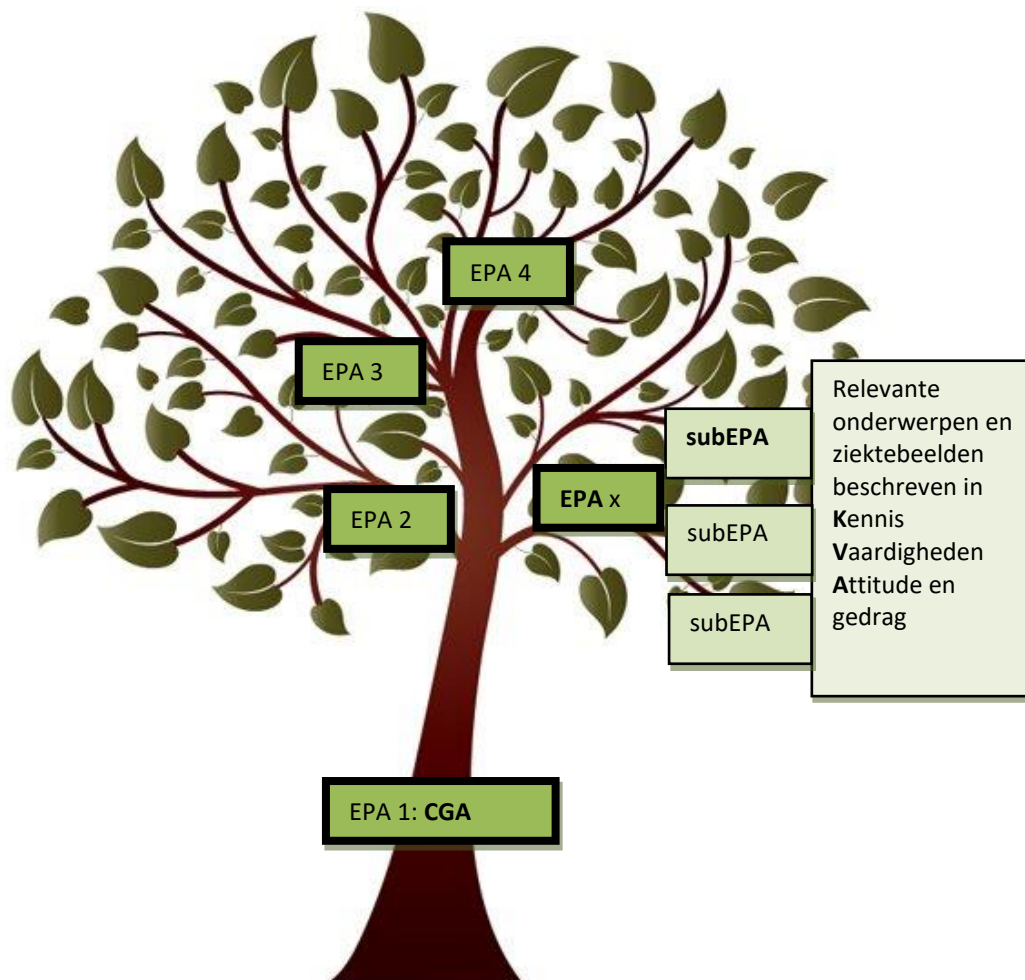 EPA 4
EPA 3
EPA 2
EPA x
subEPA
subEPA
subEPA
Relevante
onderwerpen en
ziektebeelden
beschreven in
Kennis
Vaardigheden
Attitude en
gedrag
EPA 1: CGA